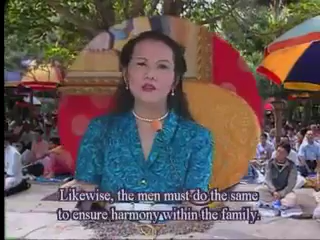 Likewise, the men must do the same
to ensure harmony within the family.